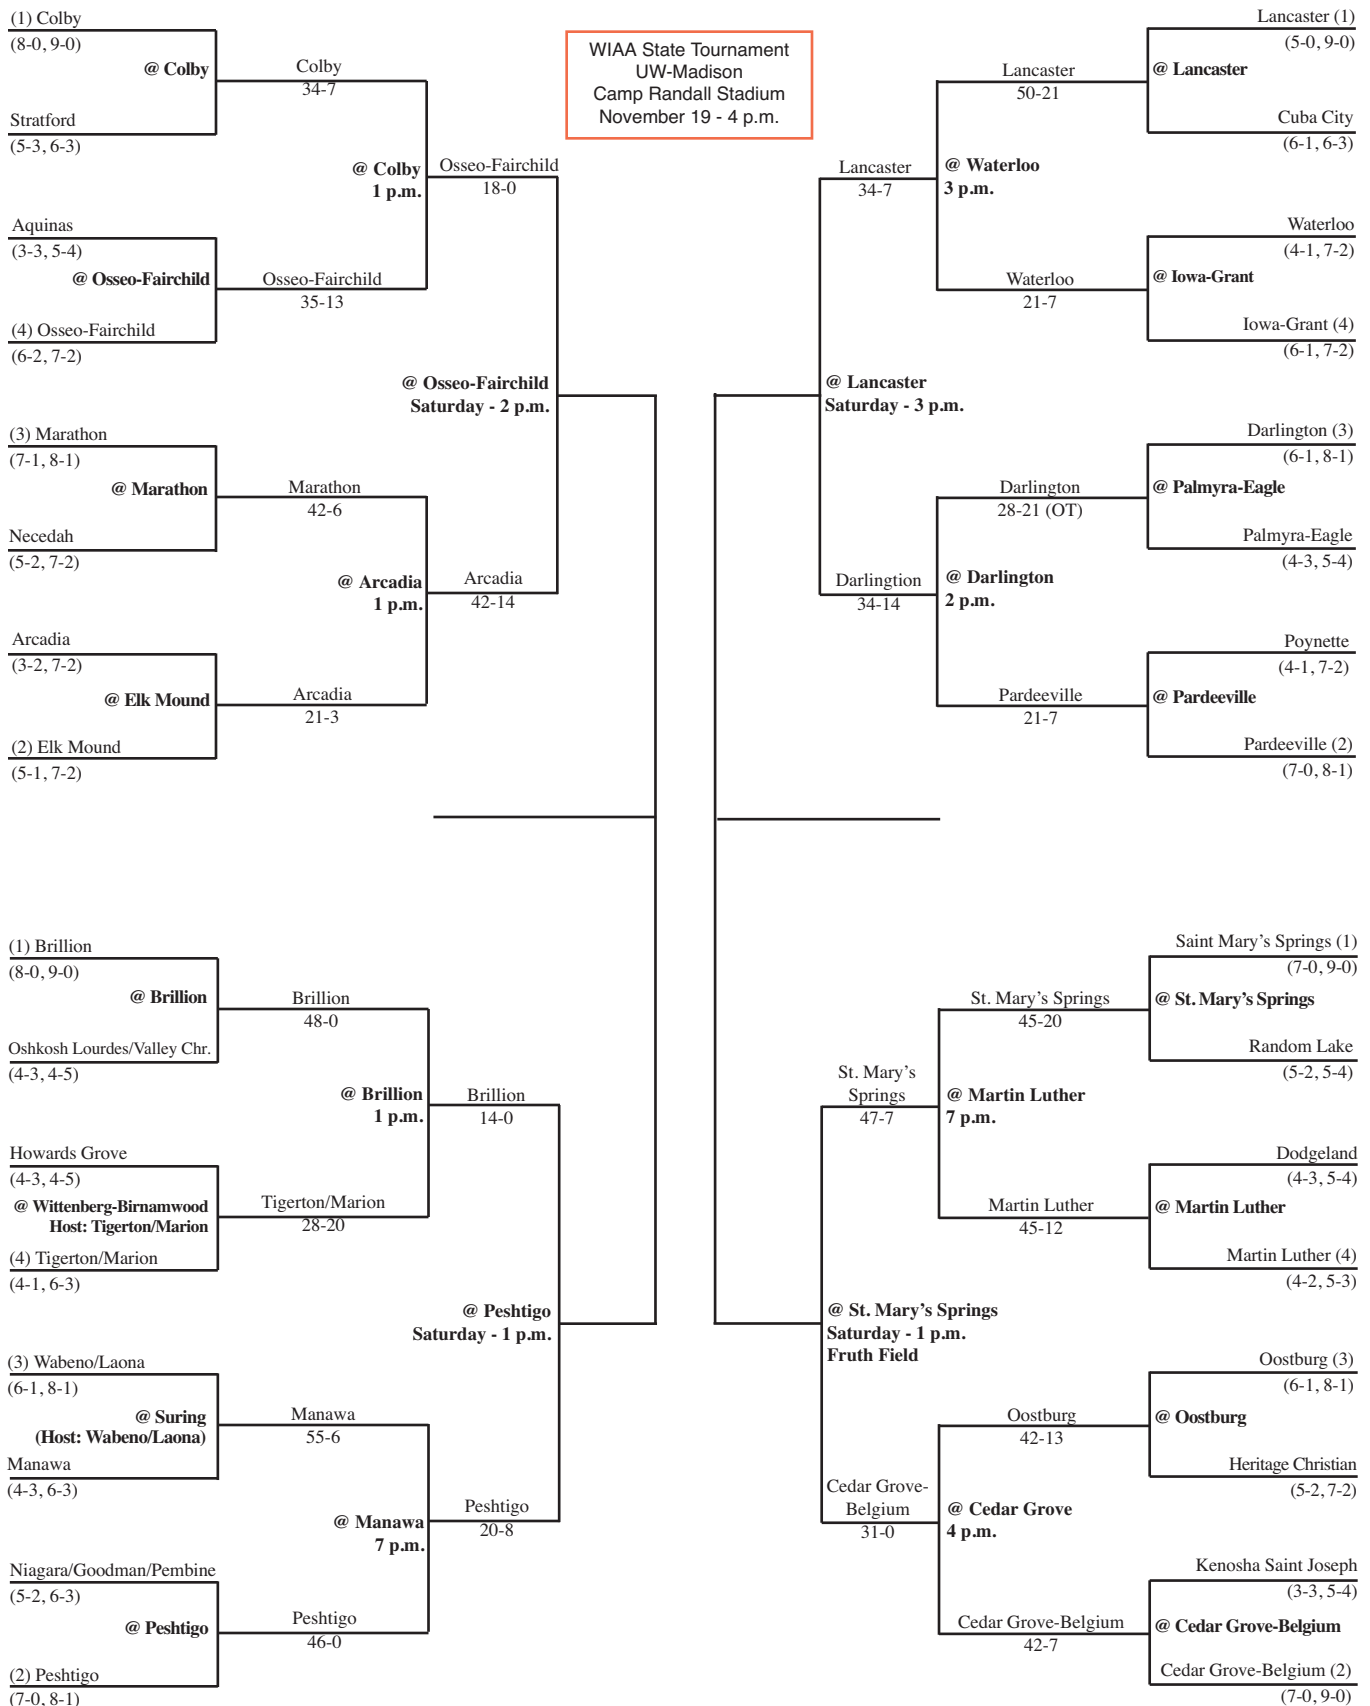 (1) Colby
(8-0, 9-0)
@ Colby
Stratford
(5-3, 6-3)
Colby
34-7
Aquinas
(3-3, 5-4)
@ Osseo-Fairchild
(4) Osseo-Fairchild
(6-2, 7-2)
Osseo-Fairchild
35-13
@ Colby
1 p.m.
Osseo-Fairchild
18-0
(3) Marathon
(7-1, 8-1)
@ Marathon
Necedah
(5-2, 7-2)
Marathon
42-6
Arcadia
(3-2, 7-2)
@ Elk Mound
(2) Elk Mound
(5-1, 7-2)
Arcadia
21-3
@ Arcadia
1 p.m.
Arcadia
42-14
@ Osseo-Fairchild
Saturday - 2 p.m.
(1) Brillion
(8-0, 9-0)
@ Brillion
Oshkosh Lourdes/Valley Chr.
(4-3, 4-5)
Brillion
48-0
Howards Grove
(4-3, 4-5)
@ Wittenberg-Birnamwood
Host: Tigerton/Marion
(4) Tigerton/Marion
(4-1, 6-3)
Tigerton/Marion
28-20
@ Brillion
1 p.m.
Brillion
14-0
(3) Wabeno/Laona
(6-1, 8-1)
@ Suring
(Host: Wabeno/Laona)
Manawa
(4-3, 6-3)
Manawa
55-6
Niagara/Goodman/Pembine
(5-2, 6-3)
@ Peshtigo
(2) Peshtigo
(7-0, 8-1)
Peshtigo
46-0
@ Manawa
7 p.m.
Peshtigo
20-8
@ Peshtigo
Saturday - 1 p.m.
WIAA State Tournament
UW-Madison
Camp Randall Stadium
November 19 - 4 p.m.
Lancaster (1)
(5-0, 9-0)
@ Lancaster
Cuba City
(6-1, 6-3)
Lancaster
50-21
Waterloo
(4-1, 7-2)
@ Iowa-Grant
Iowa-Grant (4)
(6-1, 7-2)
Waterloo
21-7
@ Waterloo
3 p.m.
Lancaster
34-7
Darlington (3)
(6-1, 8-1)
@ Palmyra-Eagle
Palmyra-Eagle
(4-3, 5-4)
Darlington
28-21 (OT)
Poynette
(4-1, 7-2)
@ Pardeeville
Pardeeville (2)
(7-0, 8-1)
Pardeeville
21-7
@ Darlington
2 p.m.
Darlingtion
34-14
@ Lancaster
Saturday - 3 p.m.
Saint Mary's Springs (1)
(7-0, 9-0)
@ St. Mary's Springs
Random Lake
(5-2, 5-4)
St. Mary's Springs
45-20
Dodgeland
(4-3, 5-4)
@ Martin Luther
Martin Luther (4)
(4-2, 5-3)
Martin Luther
45-12
@ Martin Luther
7 p.m.
St. Mary's
Springs
47-7
Oostburg (3)
(6-1, 8-1)
@ Oostburg
Heritage Christian
(5-2, 7-2)
Oostburg
42-13
Kenosha Saint Joseph
(3-3, 5-4)
@ Cedar Grove-Belgium
Cedar Grove-Belgium (2)
(7-0, 9-0)
Cedar Grove-Belgium
42-7
@ Cedar Grove
4 p.m.
Cedar Grove-
Belgium
31-0
@ St. Mary's Springs
Saturday - 1 p.m.
Fruth Field